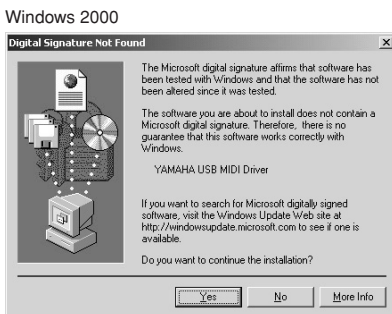 Windows 2000
Digital Signature Not Found
The Microsoft digital signature affirms that software has
been tested with Windows and that the software has not
been altered since it was tested.
The software you are about to install does not contain a
Microsoft digital signature. Therefore, there is no
guarantee that this software works correctly with
Windows.
YAMAHA USB MIDI Driver
If you want to search for Microsoft digitally signed
software, visit the Windows Update Web site at
http://windowsupdate.microsoft.com to see if one is
available.
Do you want to continue the installation?
Yes No More Info